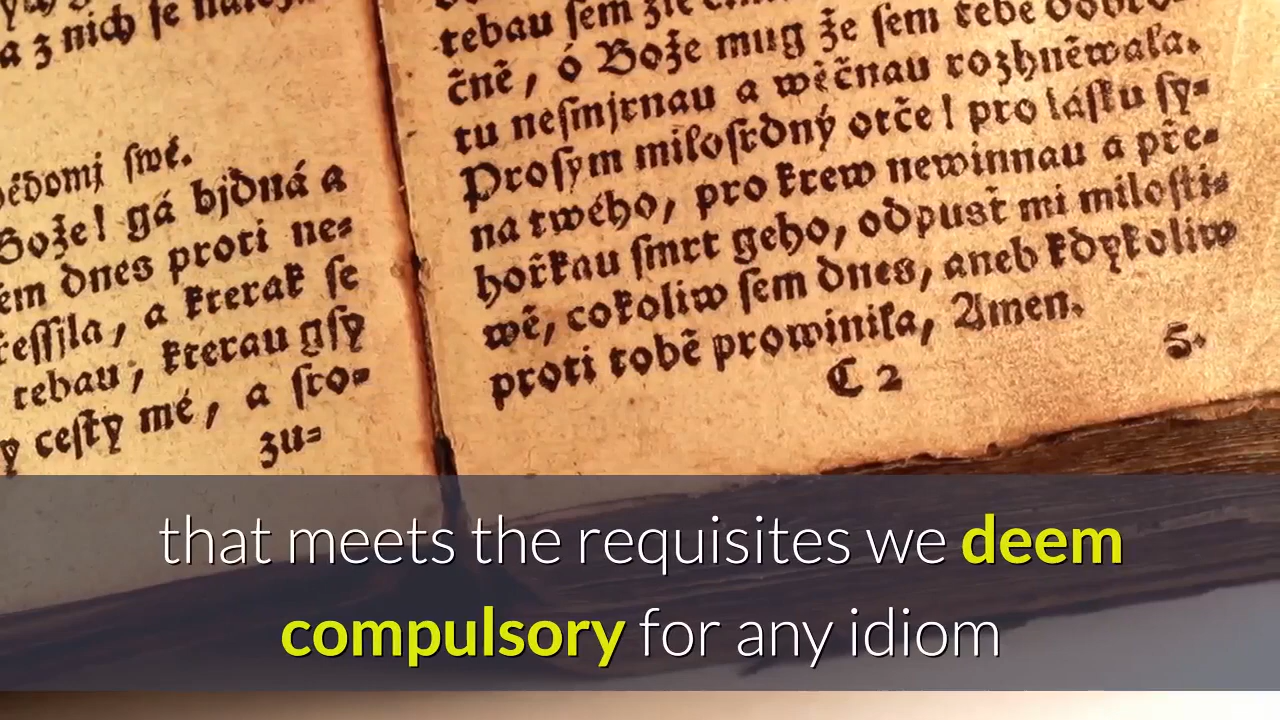 a z nich se
swé.
Bože! gá bjdná a
dnes proti ne⸗
a kterak se
kterau gsy
tebau, a sro⸗
cesty mé,
zu⸗
tebau sem zle
čně, ó Bože mug že sem tebe
tu nesmjrnau a wěčnau rozhněwala.
Prosym milosrdný otče! pro lásku sy⸗
na twého, pro krew newinnau a pře⸗
hořkau smrt geho, odpusť mi milosti⸗
wě, cokoliw sem dnes, aneb kdykoliw
proti tobě prowinila, Amen.
C 2
5.
that meets the requisites we deem
compulsory for any idiom